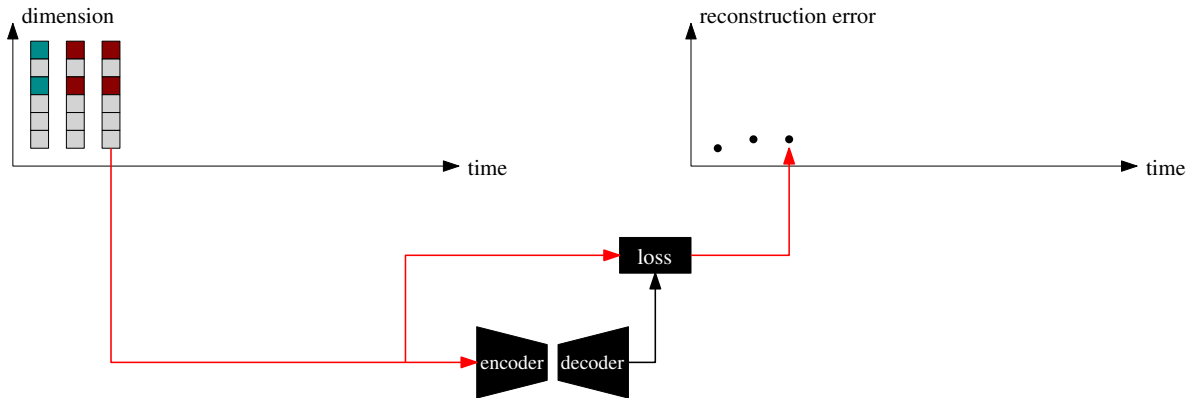 dimension
reconstruction error
time
time
loss
encoder
decoder